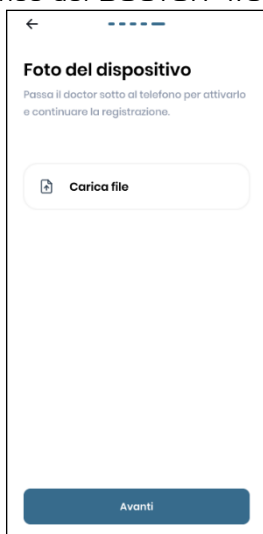 Foto del dispositivo
Passa il doctor sotto al telefono per attivarlo
e continuare la registrazione.
Carica file
Avanti